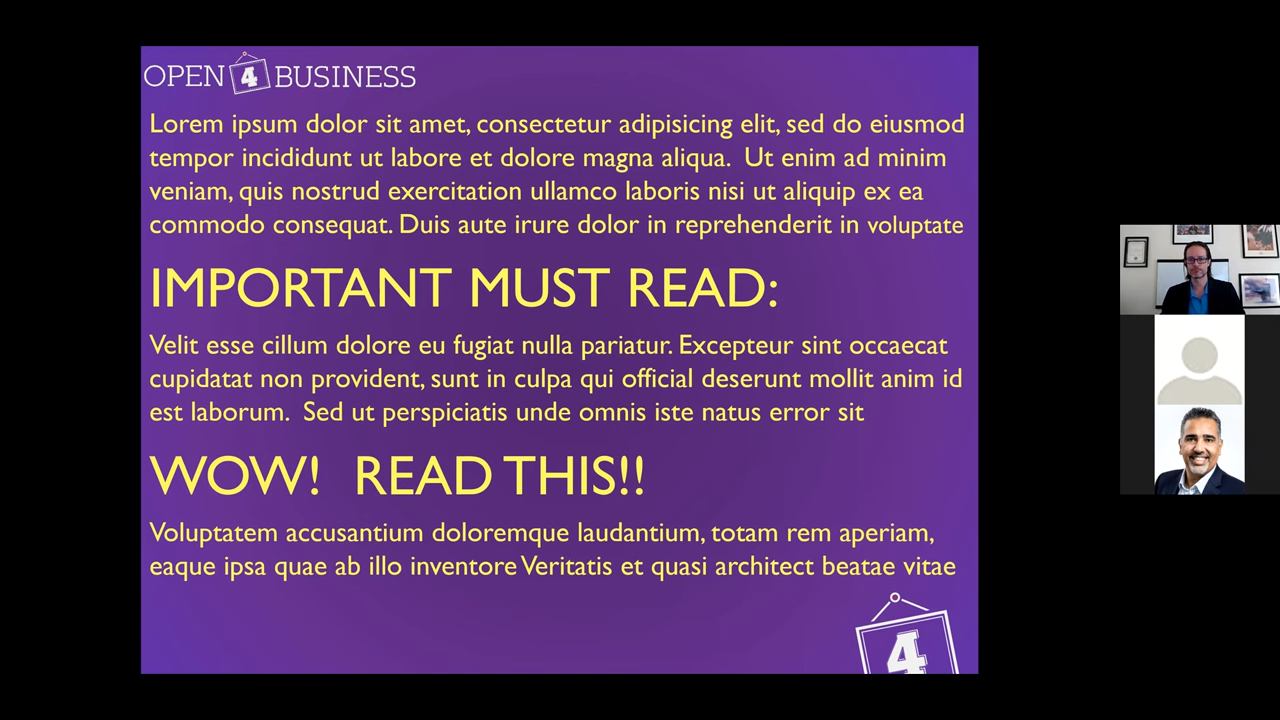 OPEN 4 BUSINESS
Lorem ipsum dolor sit amet, consectetur adipisicing elit, sed do eiusmod
tempor incididunt ut labore et dolore magna aliqua.  Ut enim ad minim
veniam, quis nostrud exercitation ullamco laboris nisi ut aliquip ex ea
commodo consequat. Duis aute irure dolor in reprehenderit in voluptate
IMPORTANT MUST READ:
Velit esse cillum dolore eu fugiat nulla pariatur. Excepteur sint occaecat
cupidatat non provident, sunt in culpa qui official deserunt mollit anim id
est laborum.  Sed ut perspiciatis unde omnis iste natus error sit
WOW!  READ THIS!!
Voluptatem accusantium doloremque laudantium, totam rem aperiam,
eaque ipsa quae ab illo inventore Veritatis et quasi architect beatae vitae
4